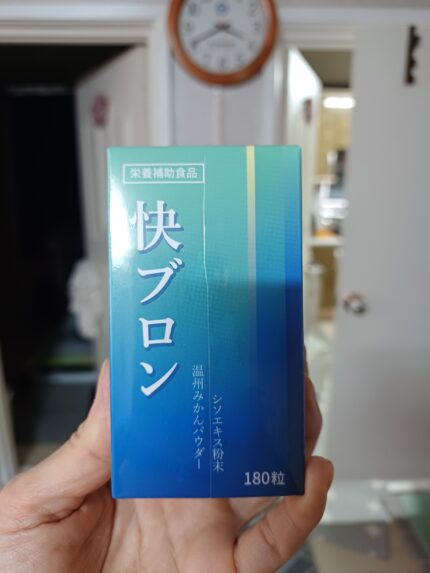 栄養補助食品
快ブロン
シソエキス粉末
温州みかんパウダー
180粒